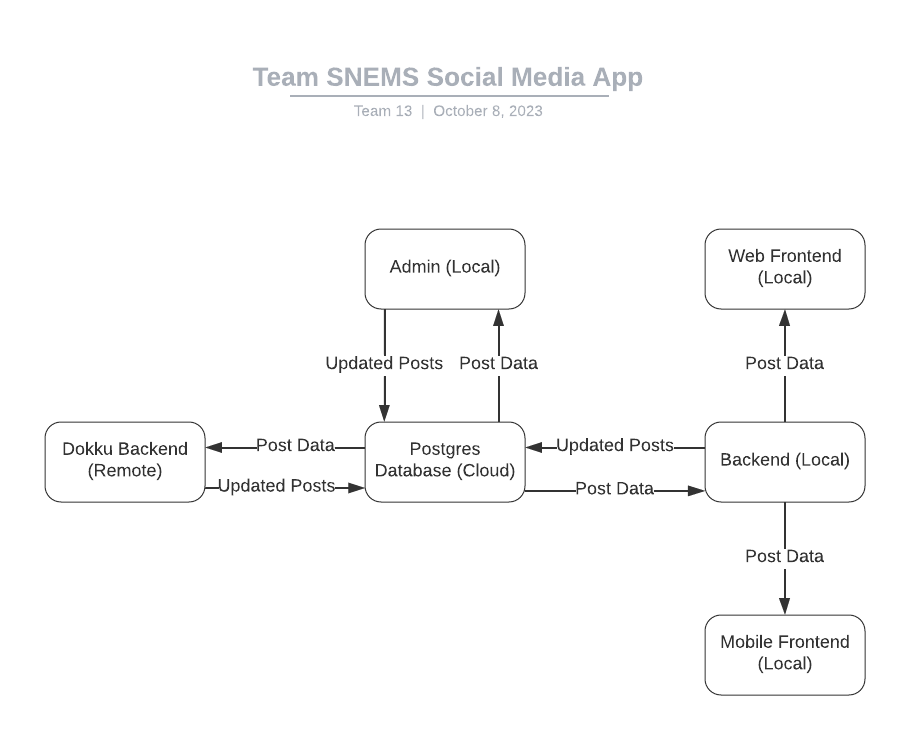 Team SNEMS Social Media App
Team 13 | October 8, 2023
Admin (Local)
Web Frontend
(Local)
Updated Posts
Post Data
Post Data
Dokku Backend
(Remote)
Post Data
Updated Posts
Postgres
Database (Cloud)
Updated Posts
Post Data
Backend (Local)
Post Data
Mobile Frontend
(Local)